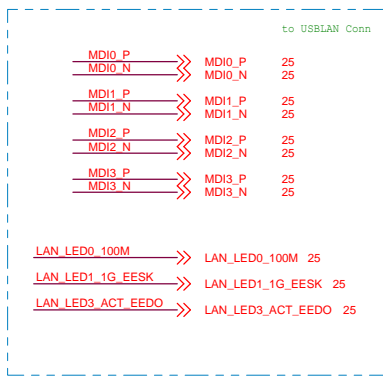 to USBLAN Conn
MDI0_P MDI0_P 25
MDI0_N MDI0_N 25
MDI1_P MDI1_P 25
MDI1_N MDI1_N 25
MDI2_P MDI2_P 25
MDI2_N MDI2_N 25
MDI3_P MDI3_P 25
MDI3_N MDI3_N 25
LAN_LED0_100M LAN_LED0_100M 25
LAN_LED1_1G_EESK LAN_LED1_1G_EESK 25
LAN_LED3_ACT_EEDO LAN_LED3_ACT_EEDO 25